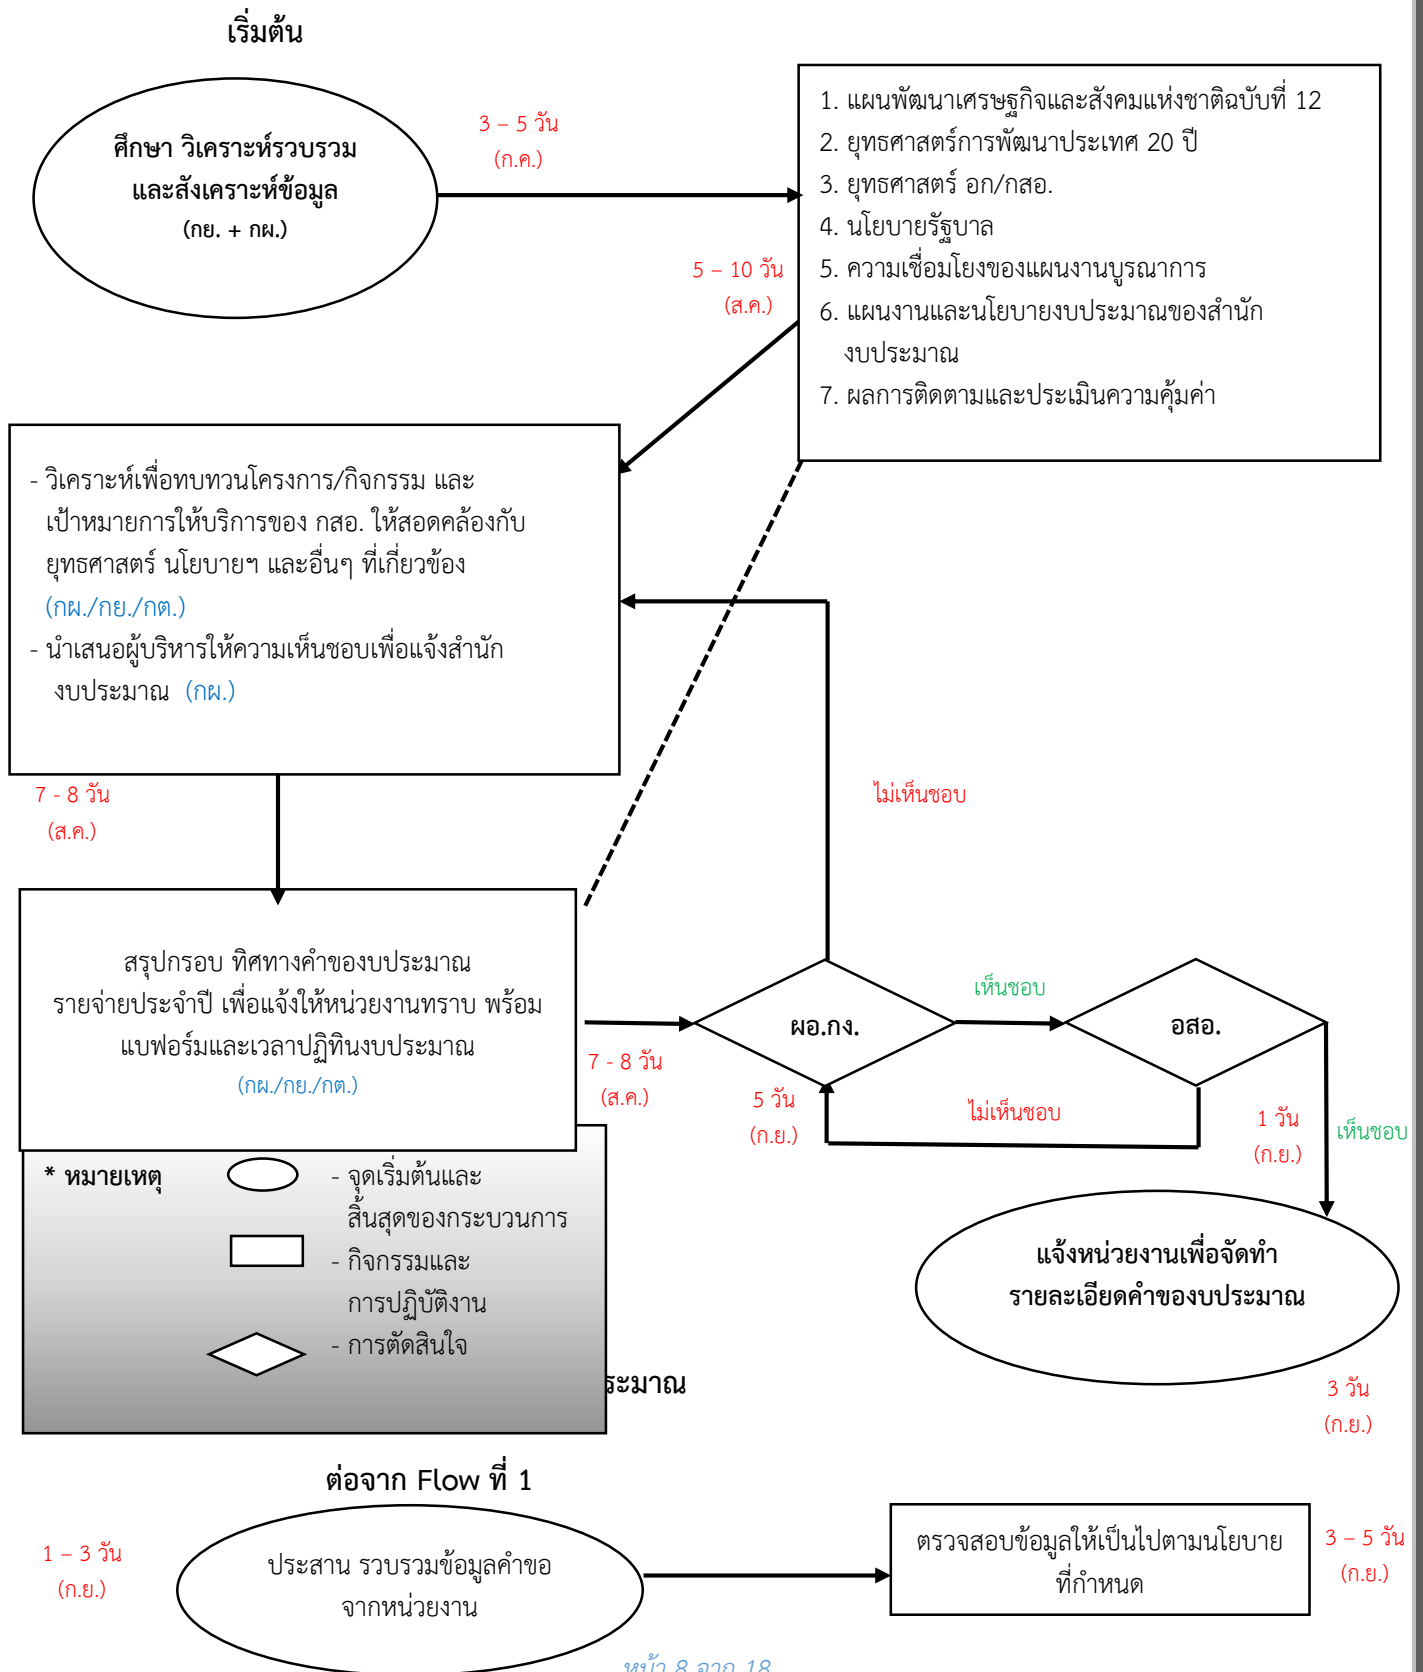 เริ่มต้น
ศึกษา วิเคราะห์รวบรวม
และสังเคราะห์ข้อมูล
(กย. + กผ.)
3 – 5 วัน
(ก.ค.)
1. แผนพัฒนาเศรษฐกิจและสังคมแห่งชาติฉบับที่ 12
2. ยุทธศาสตร์การพัฒนาประเทศ 20 ปี
3. ยุทธศาสตร์ อก/กสอ.
4. นโยบายรัฐบาล
5. ความเชื่อมโยงของแผนงานบูรณาการ
6. แผนงานและนโยบายงบประมาณของสำนัก
งบประมาณ
7. ผลการติดตามและประเมินความคุ้มค่า
5 – 10 วัน
(ส.ค.)
- วิเคราะห์เพื่อทบทวนโครงการ/กิจกรรม และ
เป้าหมายการให้บริการของ กสอ. ให้สอดคล้องกับ
ยุทธศาสตร์ นโยบายฯ และอื่นๆ ที่เกี่ยวข้อง
(กผ./กย./กต.)
- นำเสนอผู้บริหารให้ความเห็นชอบเพื่อแจ้งสำนัก
งบประมาณ (กผ.)
7 - 8 วัน
(ส.ค.)
ไม่เห็นชอบ
สรุปกรอบ ทิศทางคำของบประมาณ
รายจ่ายประจำปี เพื่อแจ้งให้หน่วยงานทราบ พร้อม
แบฟอร์มและเวลาปฏิทินงบประมาณ
(กผ./กย./กต.)
7 - 8 วัน
(ส.ค.)
ผอ.กง.
เห็นชอบ
อสอ.
5 วัน
(ก.ย.)
ไม่เห็นชอบ
1 วัน
(ก.ย.)
เห็นชอบ
* หมายเหตุ
- จุดเริ่มต้นและ
สิ้นสุดของกระบวนการ
- กิจกรรมและ
การปฏิบัติงาน
- การตัดสินใจ
แจ้งหน่วยงานเพื่อจัดทำ
รายละเอียดคำของบประมาณ
ระมาณ
3 วัน
(ก.ย.)
ต่อจาก Flow ที่ 1
1 – 3 วัน
(ก.ย.)
ประสาน รวบรวมข้อมูลคำขอ
จากหน่วยงาน
ตรวจสอบข้อมูลให้เป็นไปตามนโยบาย
ที่กำหนด
3 – 5 วัน
(ก.ย.)
หน้า 8 จาก 18